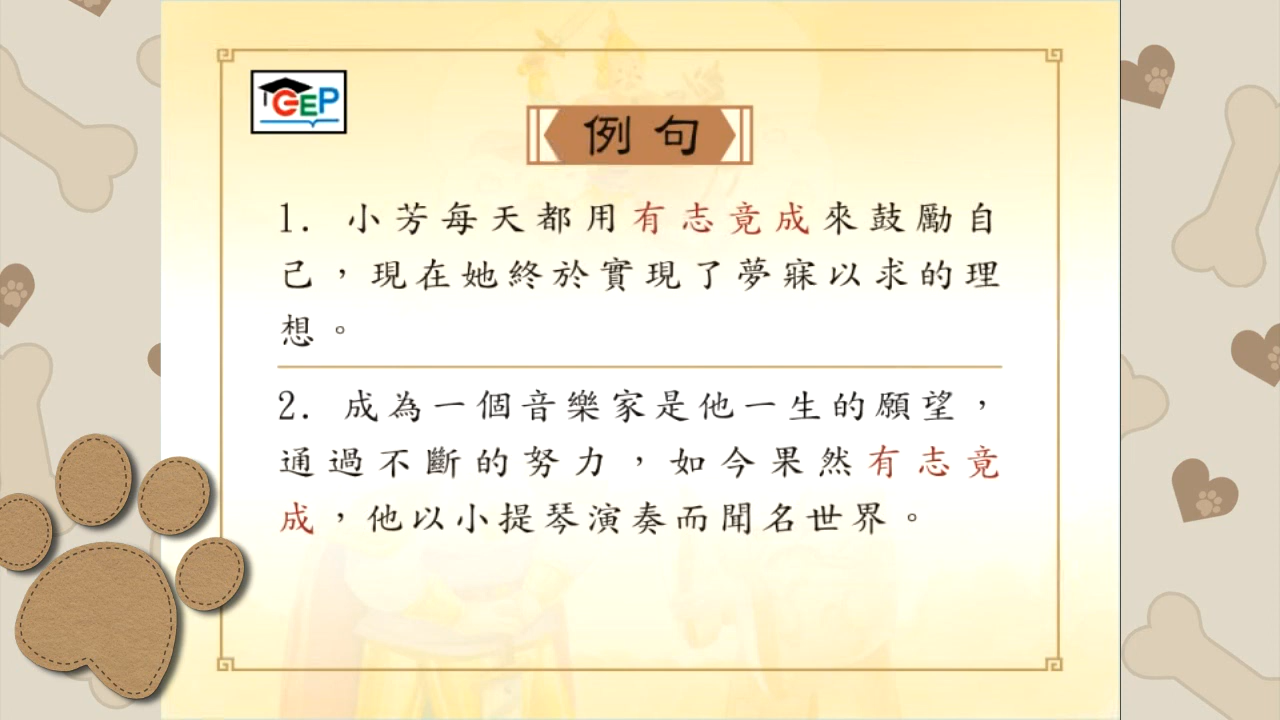 GEP
例句
1. 小芳每天都用有志竟成來鼓勵自
己，現在她終於實現了夢寐以求的理
想。
2. 成為一個音樂家是他一生的願望，
通過不斷的努力，如今果然有志竟
成，他以小提琴演奏而聞名世界。